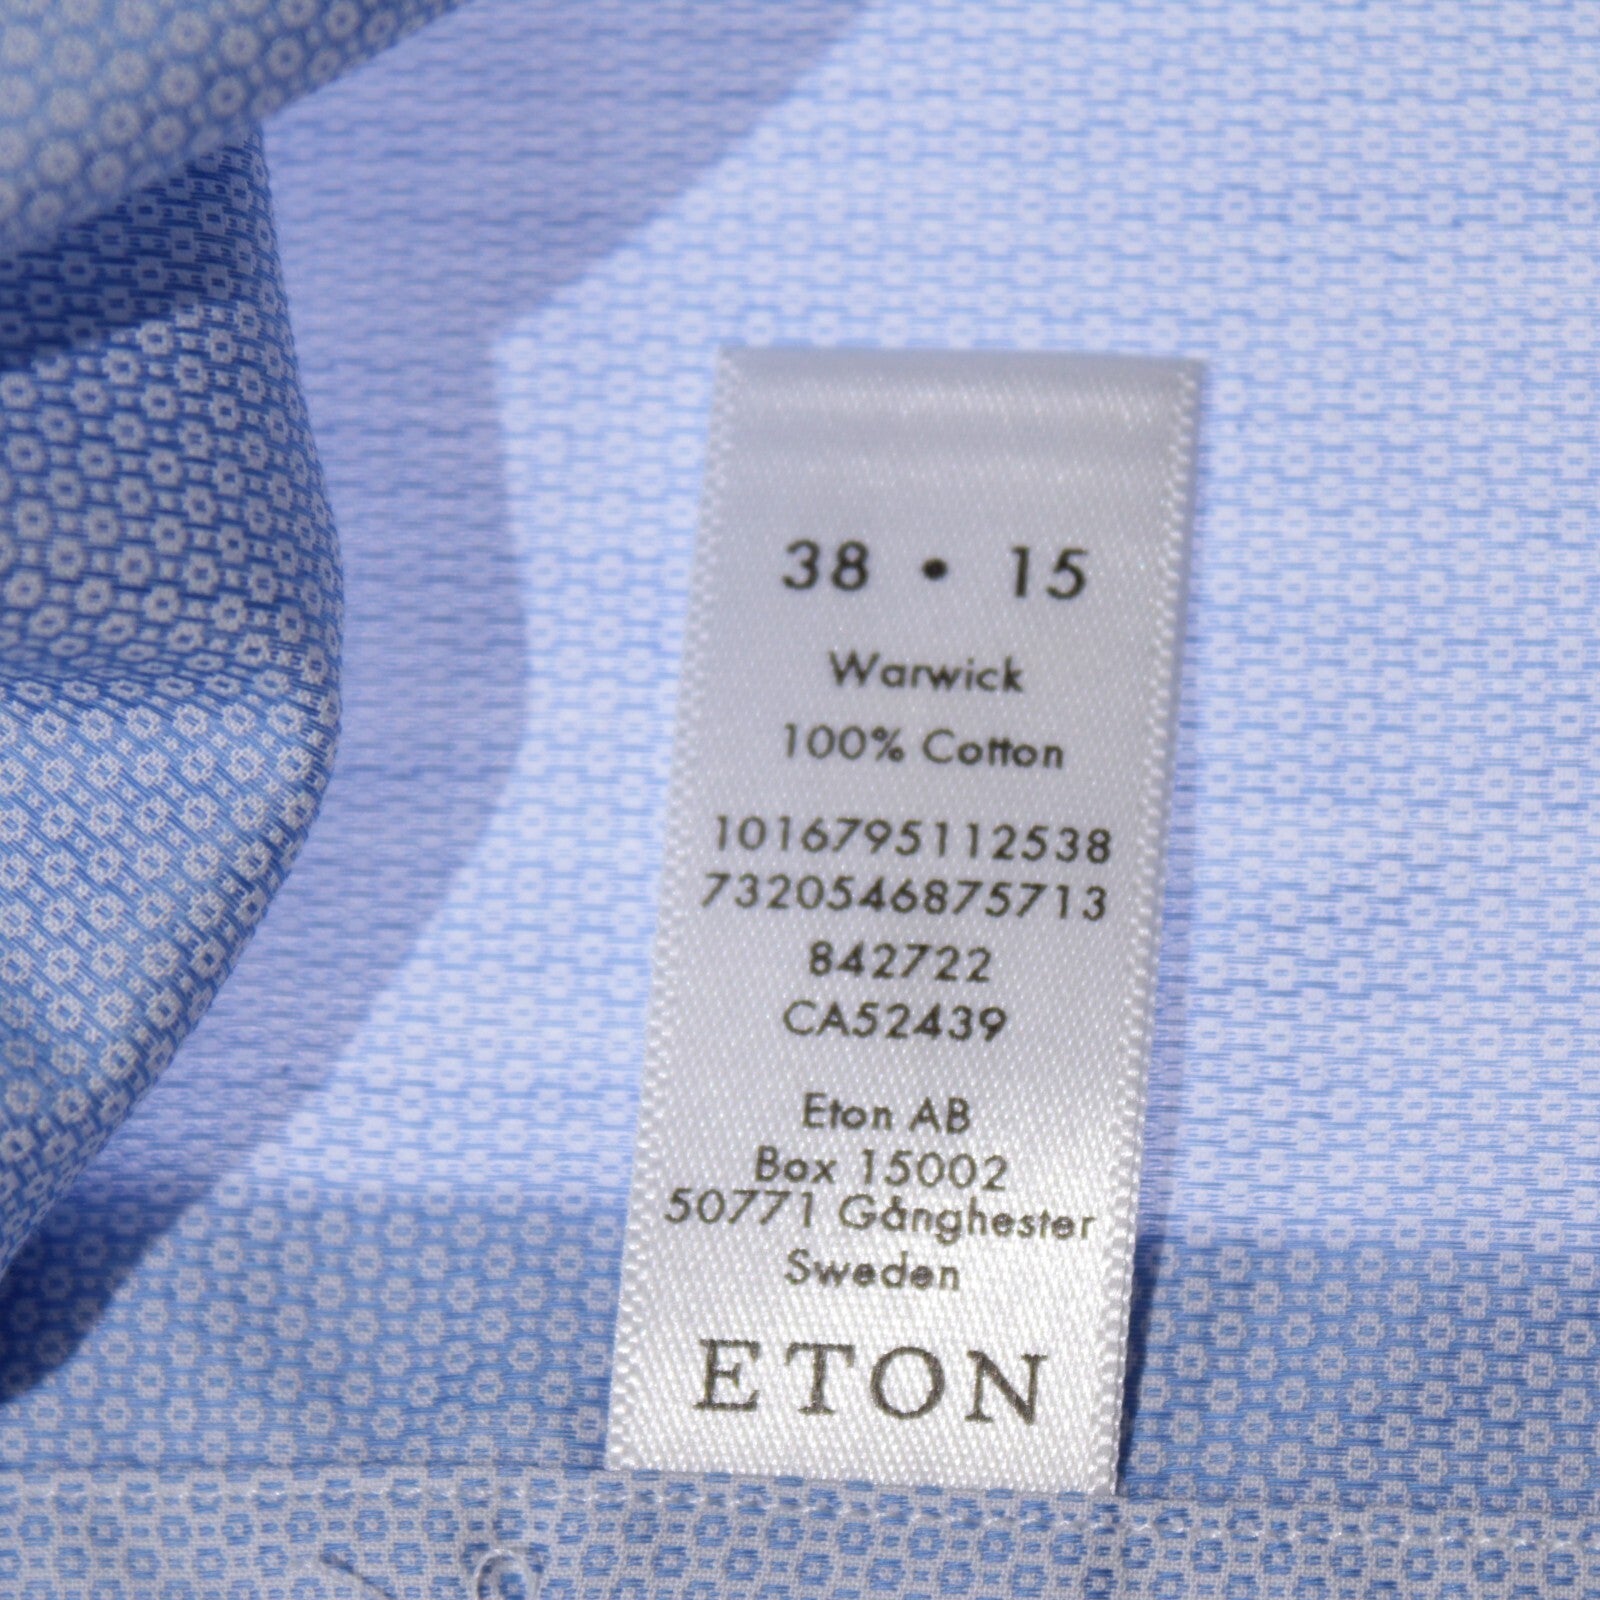 38 • 15
Warwick
100% Cotton
1016795112538
7320546875713
842722
CA52439
Eton AB
Box 15002
50771 Gånghester
Sweden
ETON